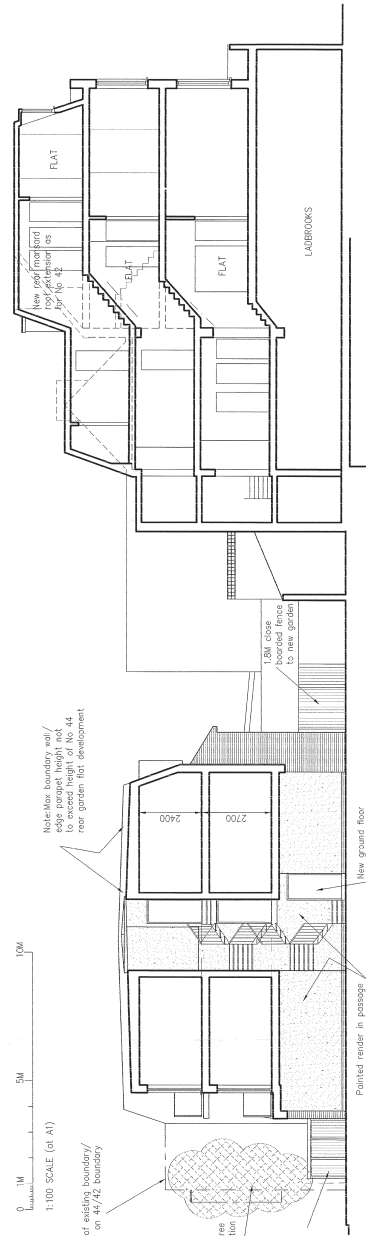 New rear mansard
roof extension as
for No 42
FLAT
FLAT
FLAT
LADBROOKS
Note:Max boundary wall/
edge parapet height not
to exceed height of No 44
rear garden flat development
1.8M close
boarded fence
to new garden
2400
2700
New ground floor
Painted render in passage
0
1M
5M
10M
1:100 SCALE (at A1)
of existing boundary/
on 44/42 boundary
ree
tion